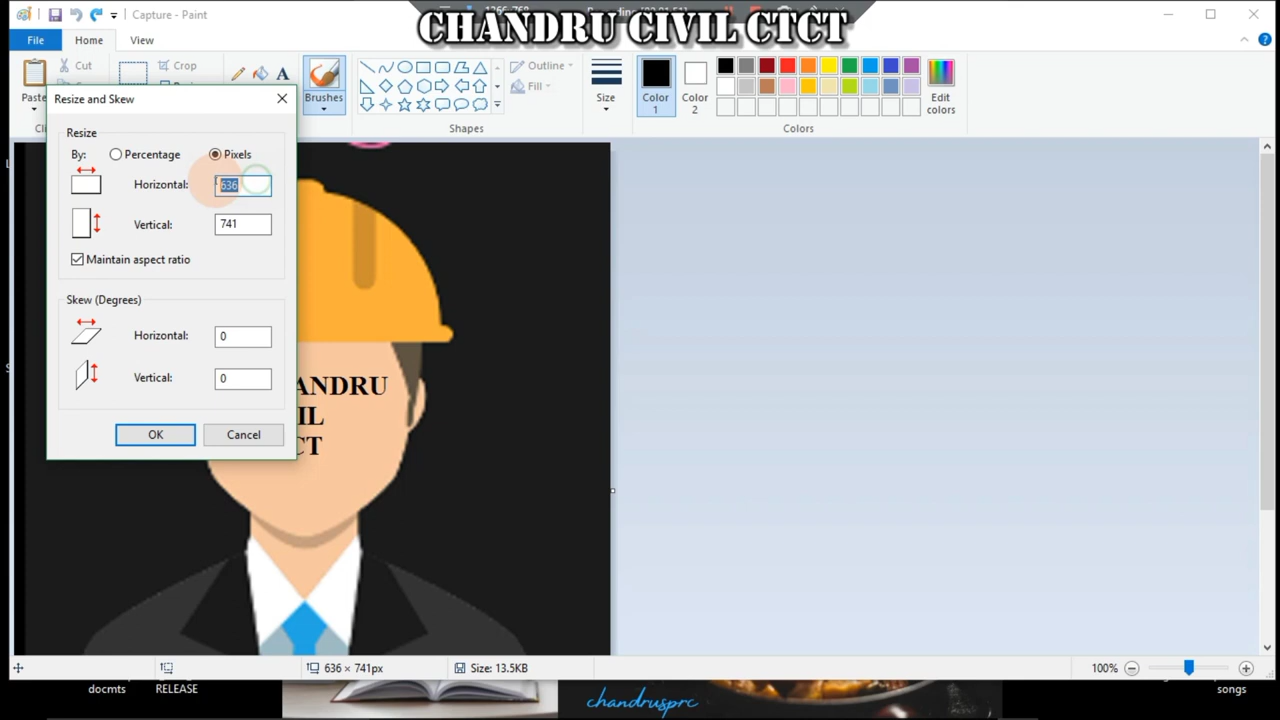 Capture - Paint
1366x768
CHANDRU CIVIL CTCT
File
Home
View
Cut
Crop
Paste
Brushes
Outline
Fill
Shapes
Size
Color 1
Color 2
Edit colors
Colors
Resize and Skew
Resize
By:
Percentage
Pixels
Horizontal:
636
Vertical:
741
Maintain aspect ratio
Skew (Degrees)
Horizontal:
0
Vertical:
0
OK
Cancel
ANDRU
IL
CT
636 × 741px
Size: 13.5KB
100%
docmts
RELEASE
chandrusprc
songs